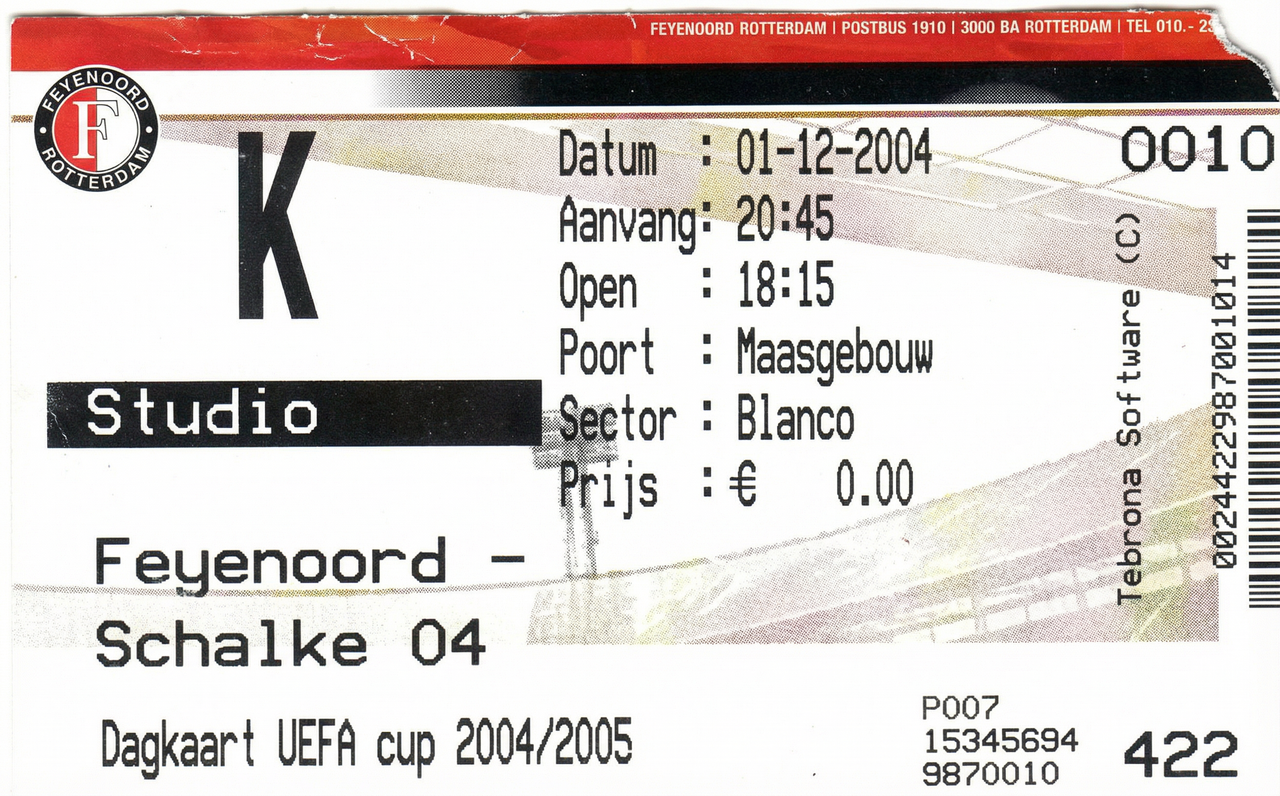 FEYENOORD ROTTERDAM | POSTBUS 1910 | 3000 BA ROTTERDAM | TEL 010.- 29
FEYENOORD
F
ROTTERDAM
K
Studio
Feyenoord -
Schalke 04
Dagkaart UEFA cup 2004/2005
Datum : 01-12-2004
Aanvang: 20:45
Open : 18:15
Poort : Maasgebouw
Sector : Blanco
Prijs :€ 0.00
0010
Tebrona Software (C)
0024422987001014
P007
15345694
9870010
422